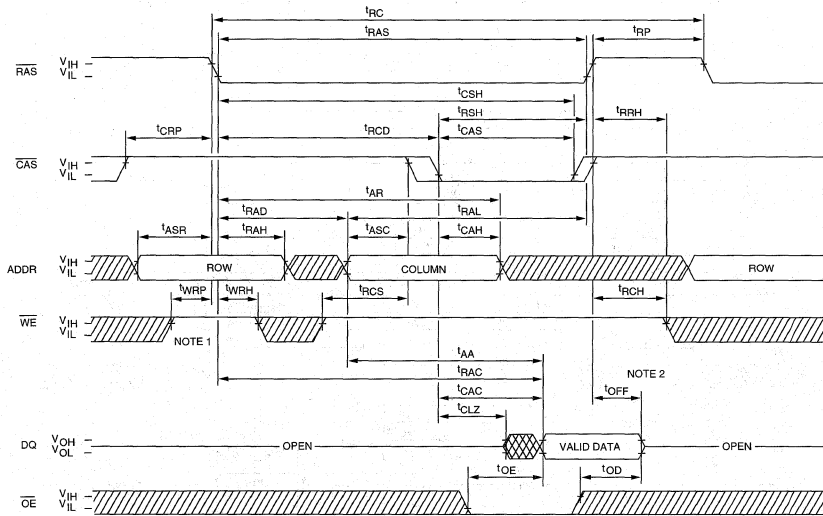 tRC
tRAS
tRP
RAS VIH
VIL
tCSH
tRSH
tRRH
tCRP
tRCD
tCAS
CAS VIH
VIL
tAR
tRAD
tRAL
tASR
tRAH
tASC
tCAH
ADDR VIH
VIL
ROW
COLUMN
ROW
tWRP
tWRH
tRCS
tRCH
WE VIH
VIL
NOTE 1
tAA
tRAC
NOTE 2
tCAC
tOFF
tCLZ
DQ VOH
VOL
OPEN
VALID DATA
OPEN
tOE
tOD
OE VIH
VIL